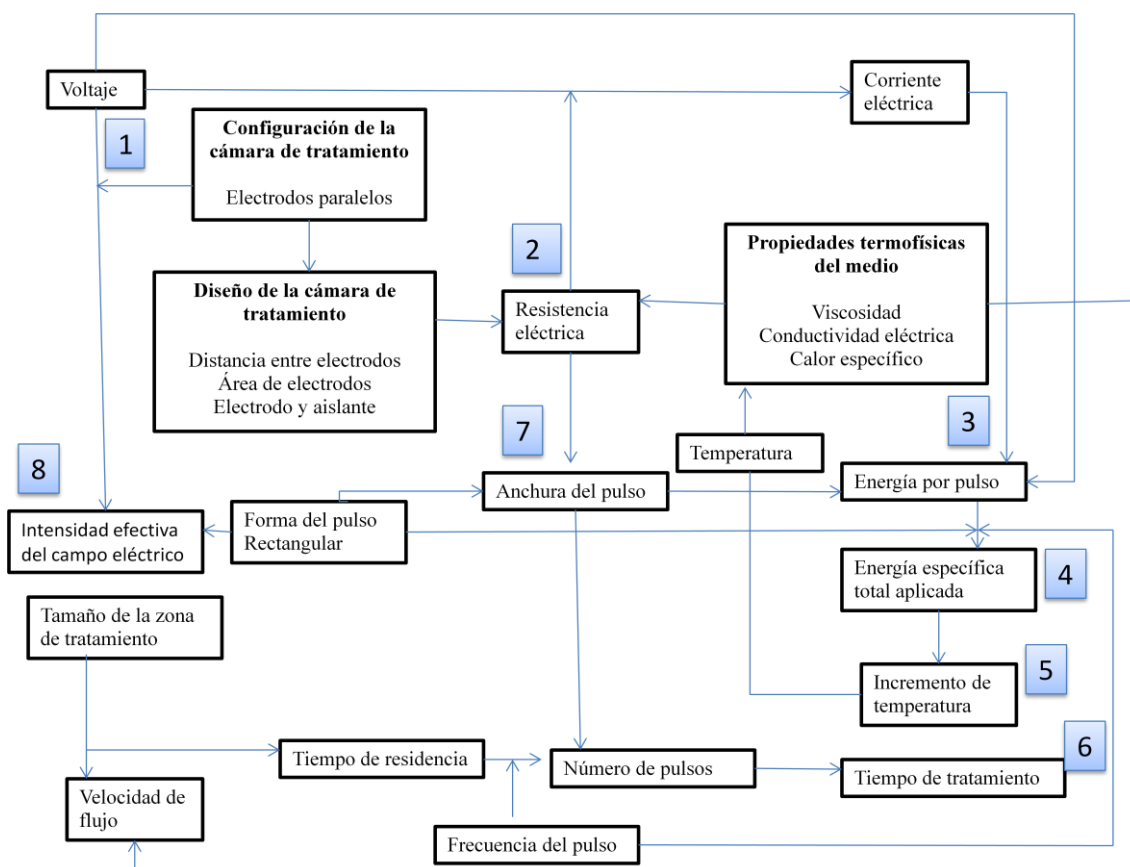 Voltaje
Corriente
eléctrica
1
Configuración de la
cámara de tratamiento
Electrodos paralelos
2
Propiedades termofísicas
del medio
Viscosidad
Conductividad eléctrica
Calor específico
Diseño de la cámara de
tratamiento
Distancia entre electrodos
Área de electrodos
Electrodo y aislante
Resistencia
eléctrica
3
7
Temperatura
8
Anchura del pulso
Energía por pulso
Intensidad efectiva
del campo eléctrico
Forma del pulso
Rectangular
Energía específica
total aplicada
4
Tamaño de la zona
de tratamiento
Incremento de
temperatura
5
Tiempo de residencia
Número de pulsos
Tiempo de tratamiento
6
Velocidad de
flujo
Frecuencia del pulso